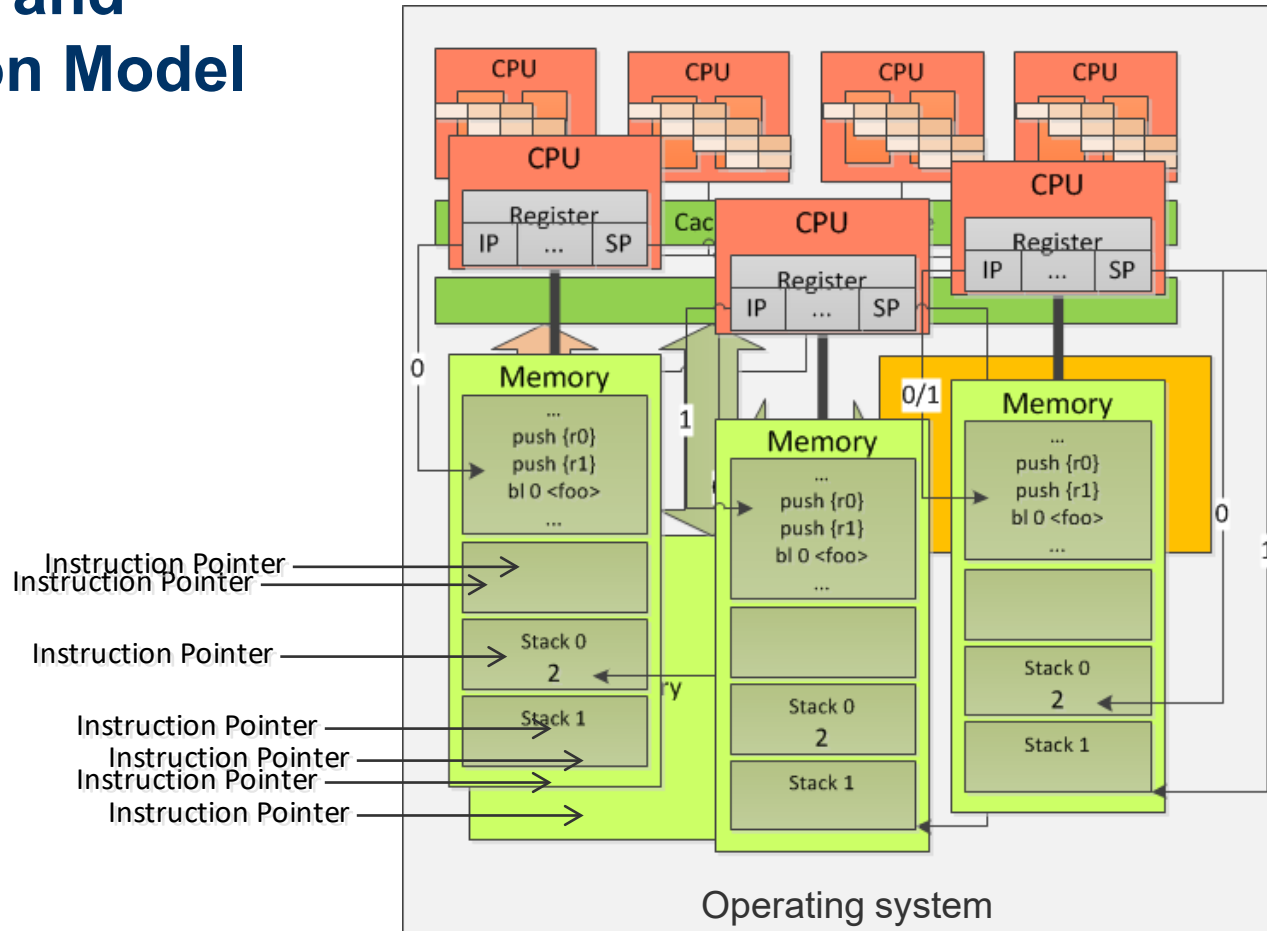 and
on Model
CPU
CPU
CPU
CPU
CPU
Register
IP ... SP
CPU
Register
IP ... SP
CPU
Register
IP ... SP
Cac
e
0
1
0/1
0
1
Memory
...
push {r0}
push {r1}
bl 0 <foo>
...
Stack 0
2
Stack 1
ry
Memory
...
push {r0}
push {r1}
bl 0 <foo>
...
Stack 0
2
Stack 1
Memory
...
push {r0}
push {r1}
bl 0 <foo>
...
Stack 0
2
Stack 1
Instruction Pointer
Instruction Pointer
Instruction Pointer
Instruction Pointer
Instruction Pointer
Instruction Pointer
Instruction Pointer
Operating system